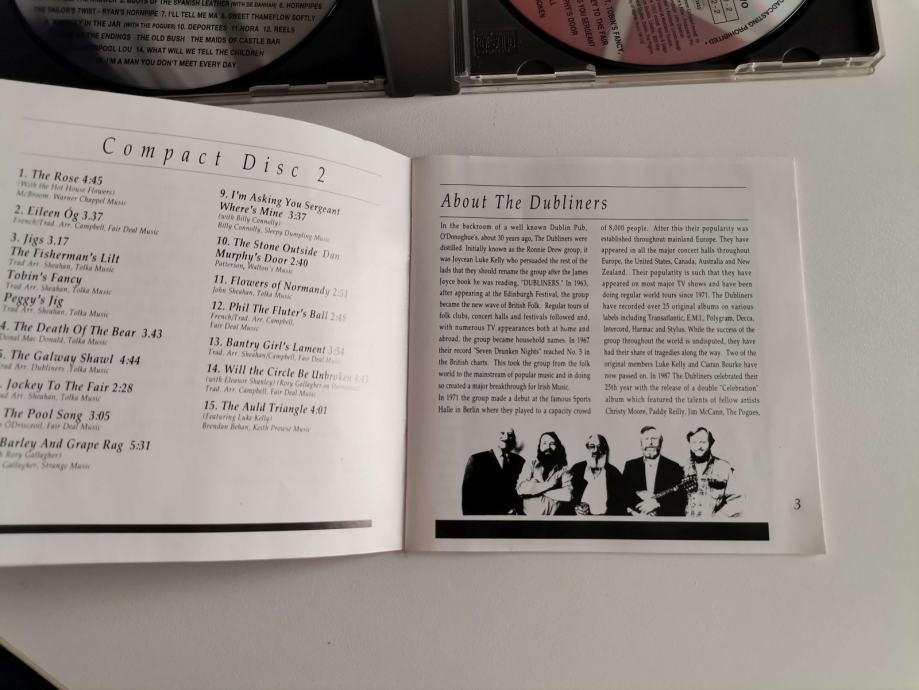 BOOTS OF THE SPANISH LEATHER (WITH DE DANNAN) 6. HORNPIPES
THE TAILOR'S TWIST - RYAN'S HORNPIPE 7. I'LL TELL ME MA 8. SWEET THAMEFLOW SOFTLY
IN THE JAR (WITH THE POGUES) 10. DEPORTEES 11. NORA 12. REELS
OF THE ENDINGS THE OLD BUSH THE MAIDS OF CASTLE BAR
LOU 14. WHAT WILL WE TELL THE CHILDREN
I'M A MAN YOU DON'T MEET EVERY DAY
BROADCASTING PROHIBITED
TOBIN'S FANCY,
TO THE FAIR
YOU SERGEANT
DOOR
Compact Disc 2
1. The Rose 4:45
(With the Hot House Flowers)
McBroom, Warner Chappel Music
2. Eileen Óg 3.37
French/Trad. Arr. Campbell, Fair Deal Music
3. Jigs 3.17
The Fisherman's Lilt
Trad Arr. Sheahan, Tolka Music
Tobin's Fancy
Trad Arr. Sheahan, Tolka Music
Peggy's Jig
Trad Arr. Sheahan, Tolka Music
4. The Death Of The Bear 3.43
Donal Mac Donald, Tolka Music
The Galway Shawl 4:44
Trad Arr. Dubliners Tolka Music
Jockey To The Fair 2:28
Trad. Arr. Sheahan, Tolka Music
The Pool Song 3:05
O'Driscoll, Fair Deal Music
Barley And Grape Rag 5:31
Rory Gallagher)
Gallagher, Strange Music
9. I'm Asking You Sergeant
Where's Mine 3:37
(with Billy Connolly)
Billy Connolly, Sleepy Dumpling Music
10. The Stone Outside Dan
Murphy's Door 2:40
Patterson, Walton's Music
11. Flowers of Normandy 2:51
John Sheahan, Tolka Music
12. Phil The Fluter's Ball 2:48
French/Trad Arr. Campbell,
Fair Deal Music
13. Bantry Girl's Lament 3:54
Trad. Arr. Sheahan/Campbell, Fair Deal Music
14. Will the Circle Be Unbroken 4:43
(with Eleanor Shanley) (Rory Gallagher on Harmonica)
Trad. Arr. Campbell, Fair Deal Music
15. The Auld Triangle 4:01
(Featuring Luke Kelly)
Brendan Behan, Keith Prowse Music
About The Dubliners
In the backroom of a well known Dublin Pub,
O'Donoghue's, about 30 years ago, The Dubliners were
distilled. Initially known as the Ronnie Drew group, it
was Joycean Luke Kelly who persuaded the rest of the
lads that they should rename the group after the James
Joyce book he was reading, "DUBLINERS." In 1963,
after appearing at the Edinburgh Festival, the group
became the new wave of British Folk. Regular tours of
folk clubs, concert halls and festivals followed and,
with numerous TV appearances both at home and
abroad, the group became household names. In 1967
their record "Seven Drunken Nights" reached No. 5 in
the British charts. This took the group from the folk
world to the mainstream of popular music and in doing
so created a major breakthrough for Irish Music.
In 1971 the group made a debut at the famous Sports
Halle in Berlin where they played to a capacity crowd
of 8,000 people. After this their popularity was
established throughout mainland Europe. They have
appeared in all the major concert halls throughout
Europe, the United States, Canada, Australia and New
Zealand. Their popularity is such that they have
appeared on most major TV shows and have been
doing regular world tours since 1971. The Dubliners
have recorded over 25 original albums on various
labels including Transatlantic, E.M.I., Polygram, Decca,
Intercord, Harmac and Stylus. While the success of the
group throughout the world is undisputed, they have
had their share of tragedies along the way. Two of the
original members Luke Kelly and Ciaran Bourke have
now passed on. In 1987 The Dubliners celebrated their
25th year with the release of a double "Celebration"
album which featured the talents of fellow artists
Christy Moore, Paddy Reilly, Jim McCann, The Pogues,
3